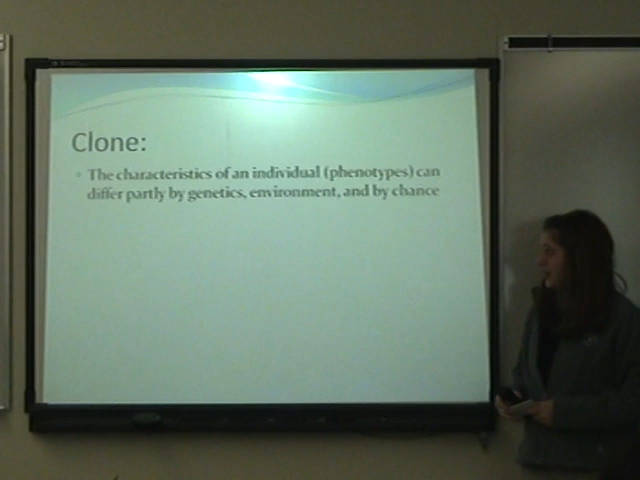 Clone:
The characteristics of an individual (phenotypes) can
differ partly by genetics, environment, and by chance